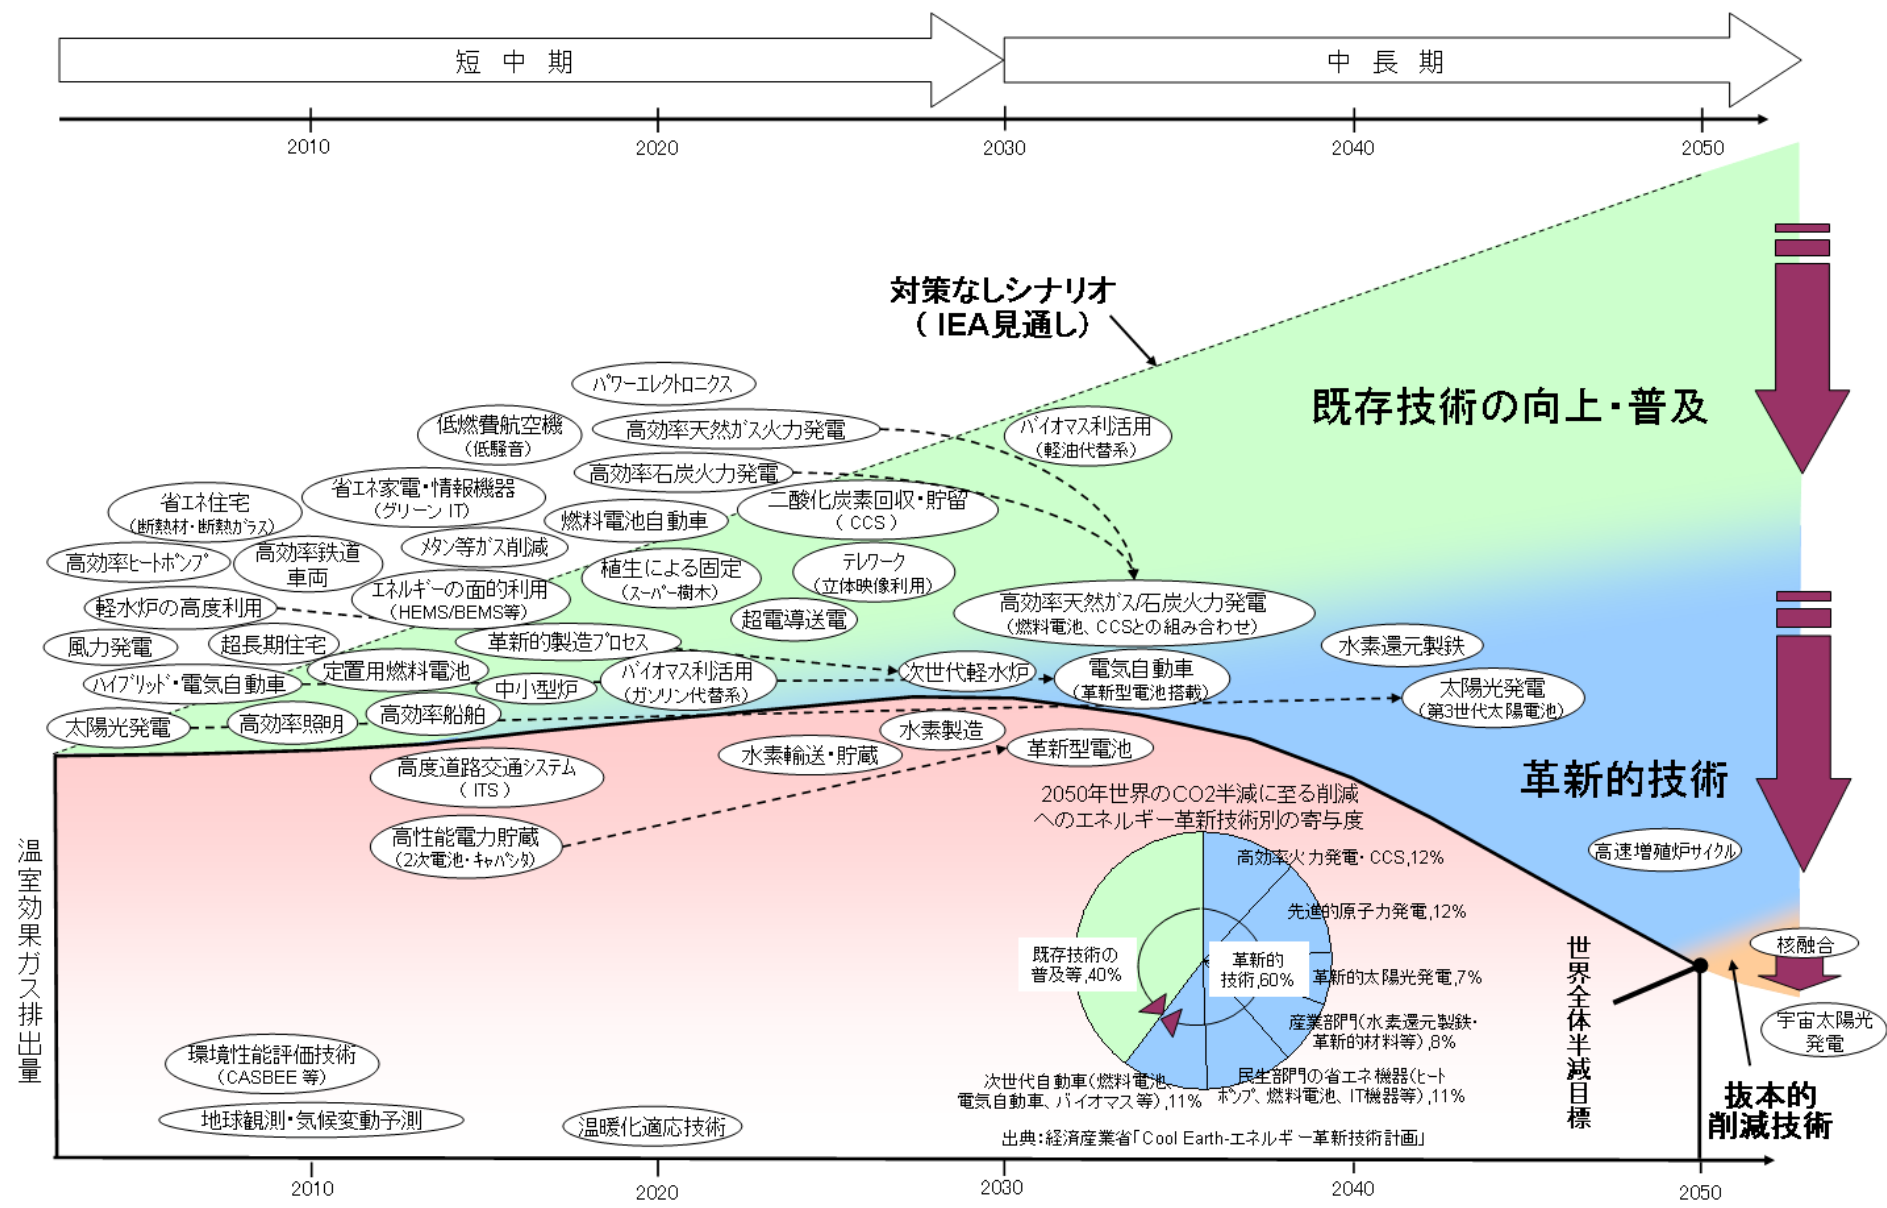 短中期
中長期
2010
2020
2030
2040
2050
対策なしシナリオ
(IEA見通し)
既存技術の向上・普及
パワーエレクトロニクス
低燃費航空機
(低騒音)
高効率天然ガス火力発電
バイオマス利活用
(軽油代替系)
高効率石炭火力発電
省エネ家電・情報機器
(グリーンIT)
省エネ住宅
(断熱材・断熱ガラス)
二酸化炭素回収・貯留
(CCS)
燃料電池自動車
高効率ヒートポンプ
高効率鉄道
車両
メタン等ガス削減
植生による固定
(スーパー樹木)
テレワーク
(立体映像利用)
エネルギーの面的利用
(HEMS/BEMS等)
軽水炉の高度利用
超電導送電
高効率天然ガス/石炭火力発電
(燃料電池、CCSとの組み合わせ)
風力発電
超長期住宅
革新的製造プロセス
水素還元製鉄
ハイブリッド・電気自動車
定置用燃料電池
中小型炉
バイオマス利活用
(ガソリン代替系)
次世代軽水炉
電気自動車
(革新型電池搭載)
太陽光発電
(第3世代太陽電池)
太陽光発電
高効率照明
高効率船舶
水素製造
水素輸送・貯蔵
革新型電池
高度道路交通システム
(ITS)
革新的技術
高性能電力貯蔵
(2次電池・キャパシタ)
高速増殖炉サイクル
温室効果ガス排出量
2050年世界のCO2半減に至る削減
へのエネルギー革新技術別の寄与度
高効率火力発電・CCS,12%
先進的原子力発電,12%
既存技術の
普及等,40%
革新的
技術,60%
革新的太陽光発電,7%
産業部門(水素還元製鉄・
革新的材料等),8%
民生部門の省エネ機器(ヒート
ポンプ、燃料電池、IT機器等),11%
次世代自動車(燃料電池、
電気自動車、バイオマス等),11%
出典:経済産業省「Cool Earth-エネルギー革新技術計画」
世界全体半減目標
核融合
宇宙太陽光
発電
抜本的
削減技術
環境性能評価技術
(CASBEE 等)
地球観測・気候変動予測
温暖化適応技術
2010
2020
2030
2040
2050